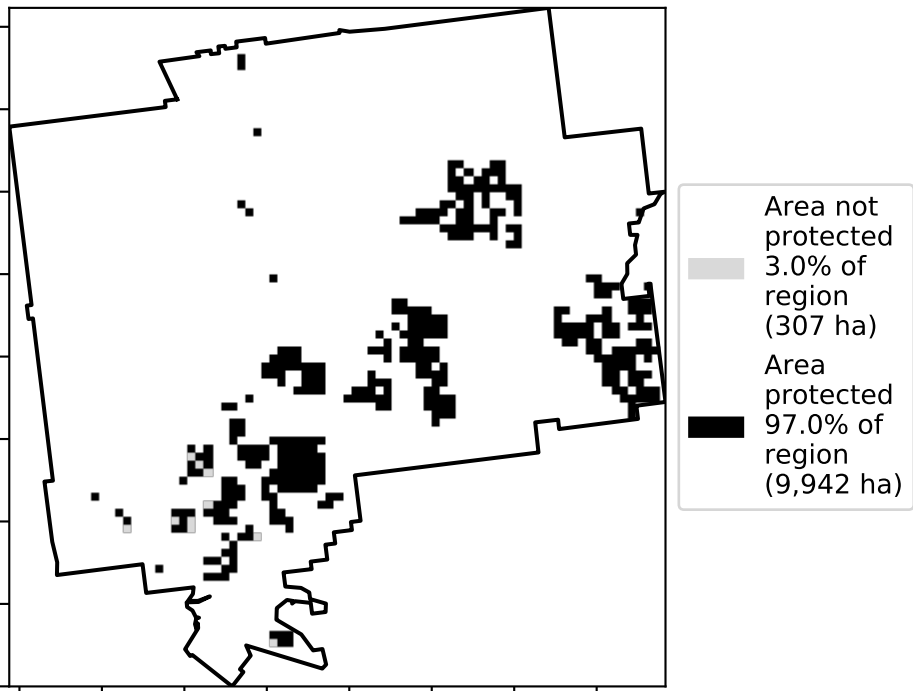 Area not
protected
3.0% of
region
(307 ha)
Area
protected
97.0% of
region
(9,942 ha)